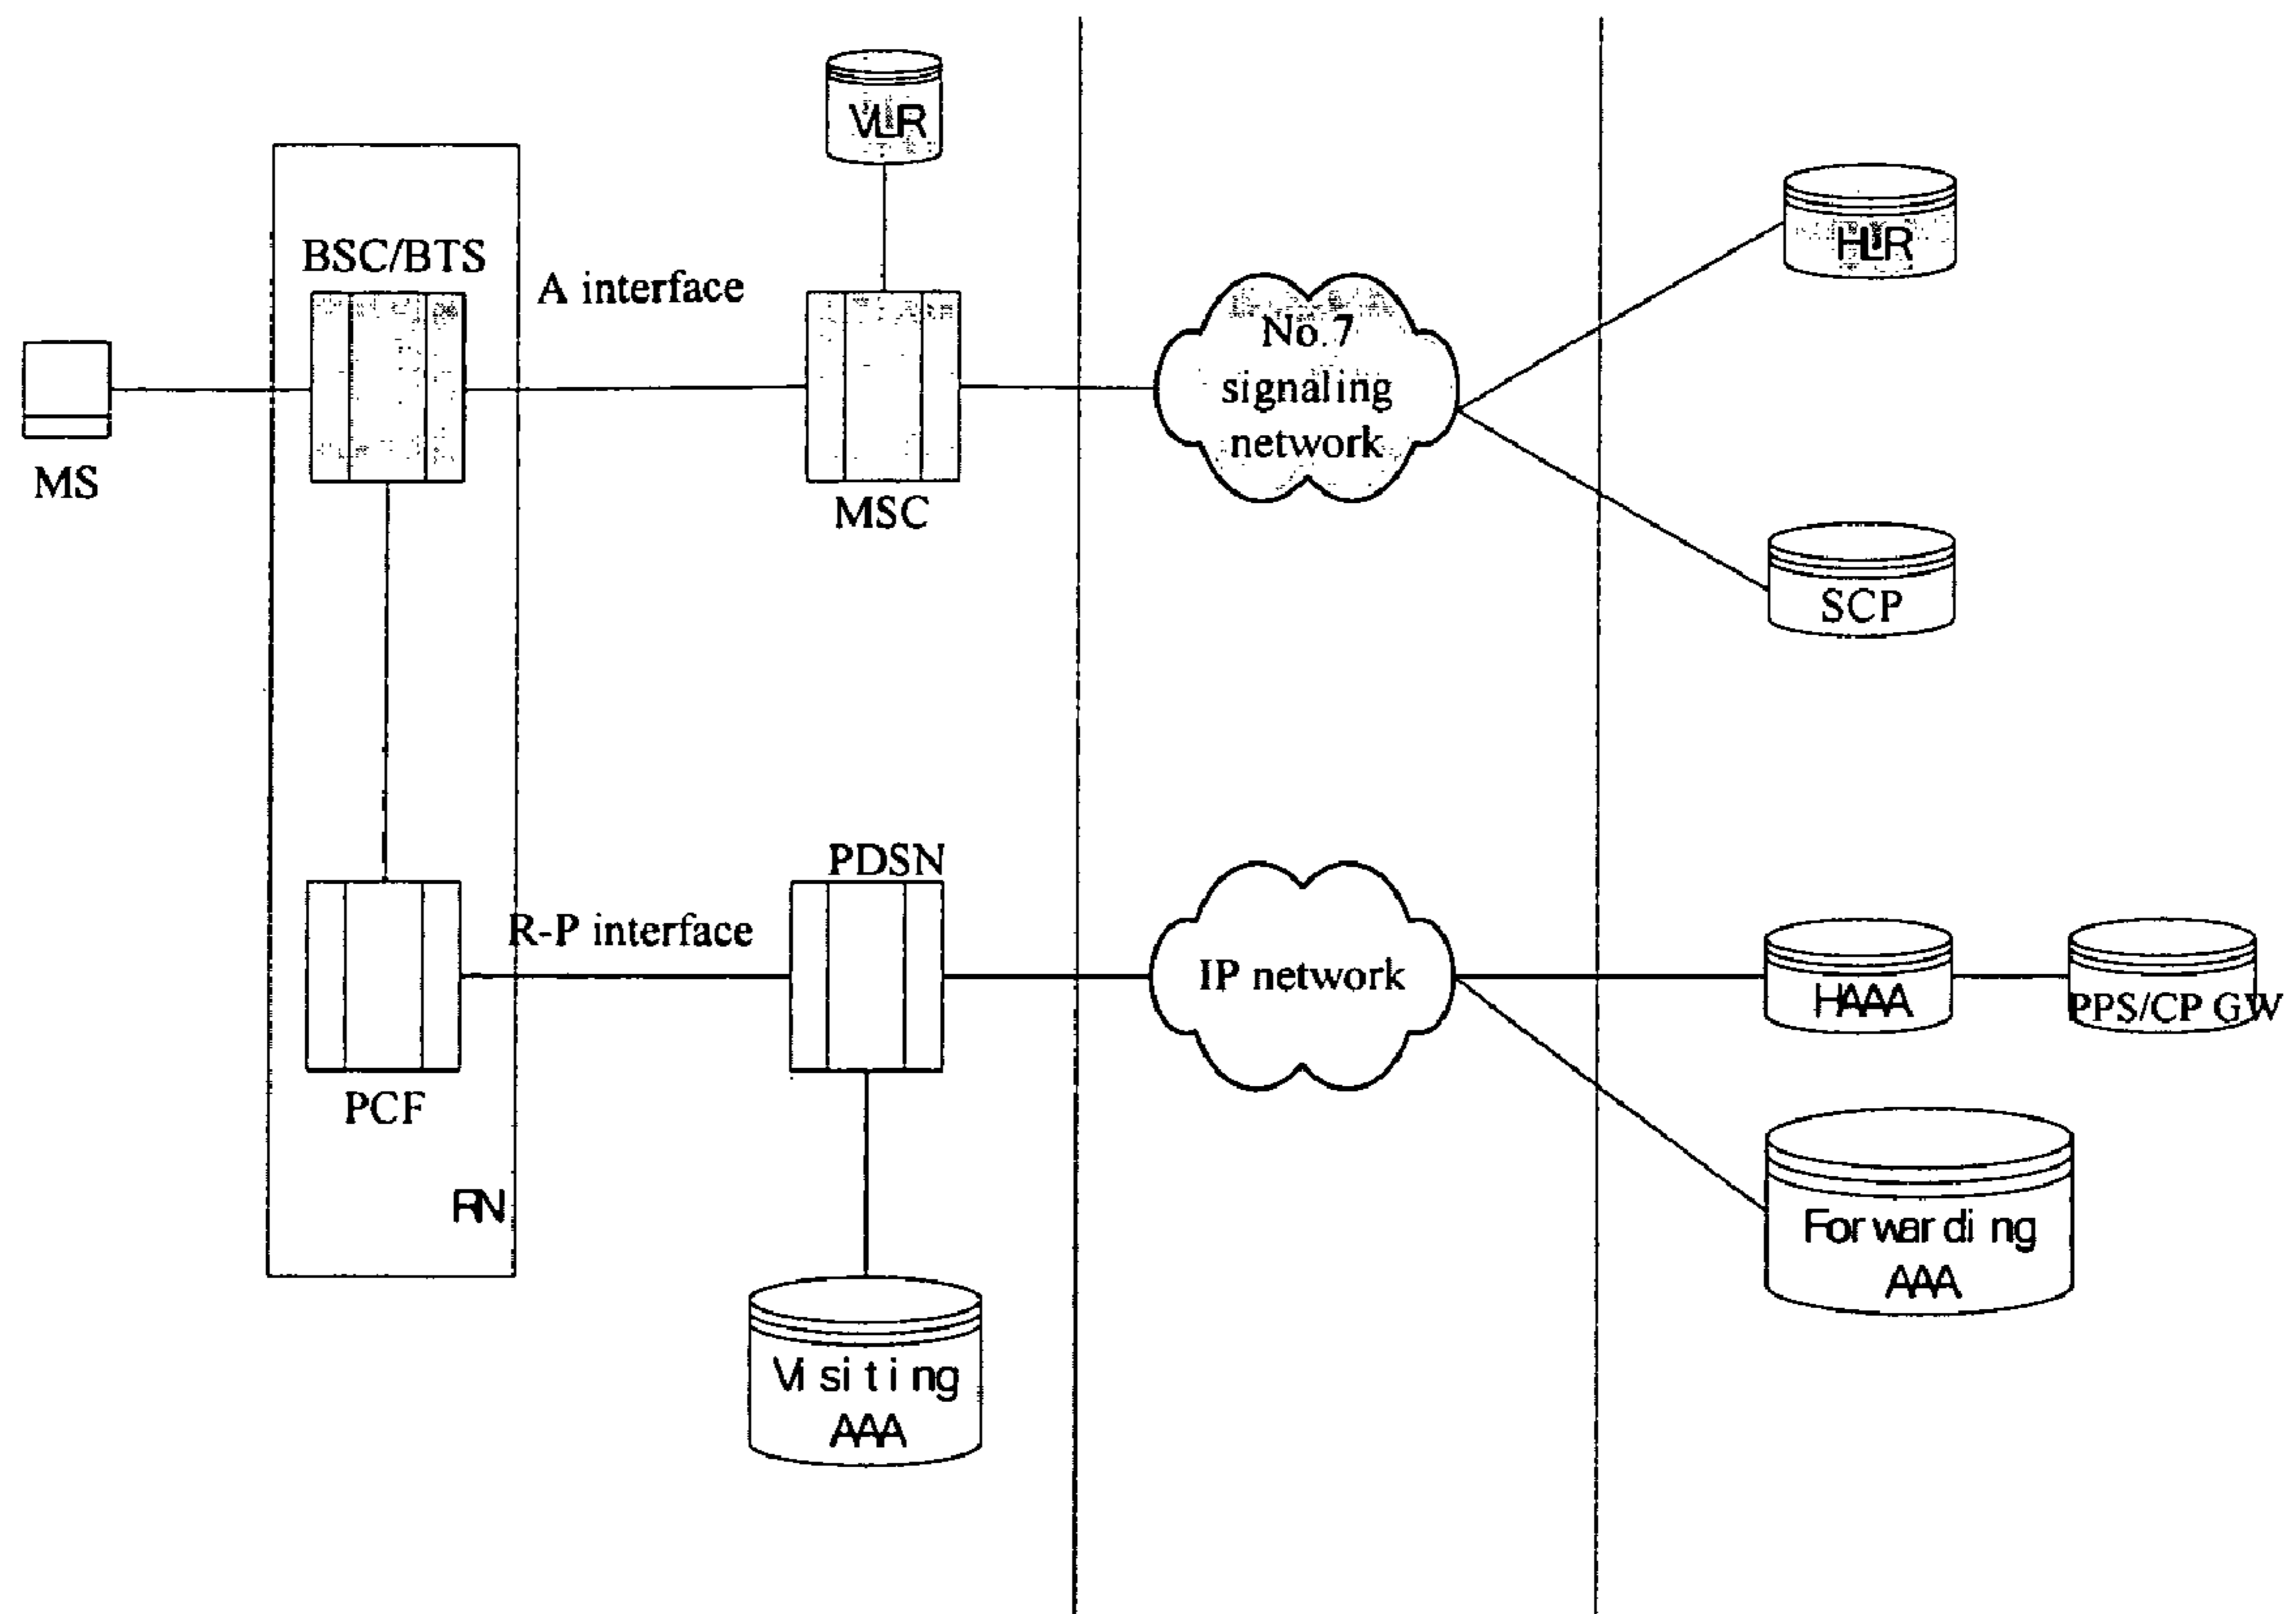 VLR
HLR
BSC/BTS
A interface
No.7
signaling
network
MS
MSC
SCP
PDSN
R-P interface
IP network
HAAA
PPS/CP GW
PCF
RN
Forwarding
AAA
Visiting
AAA